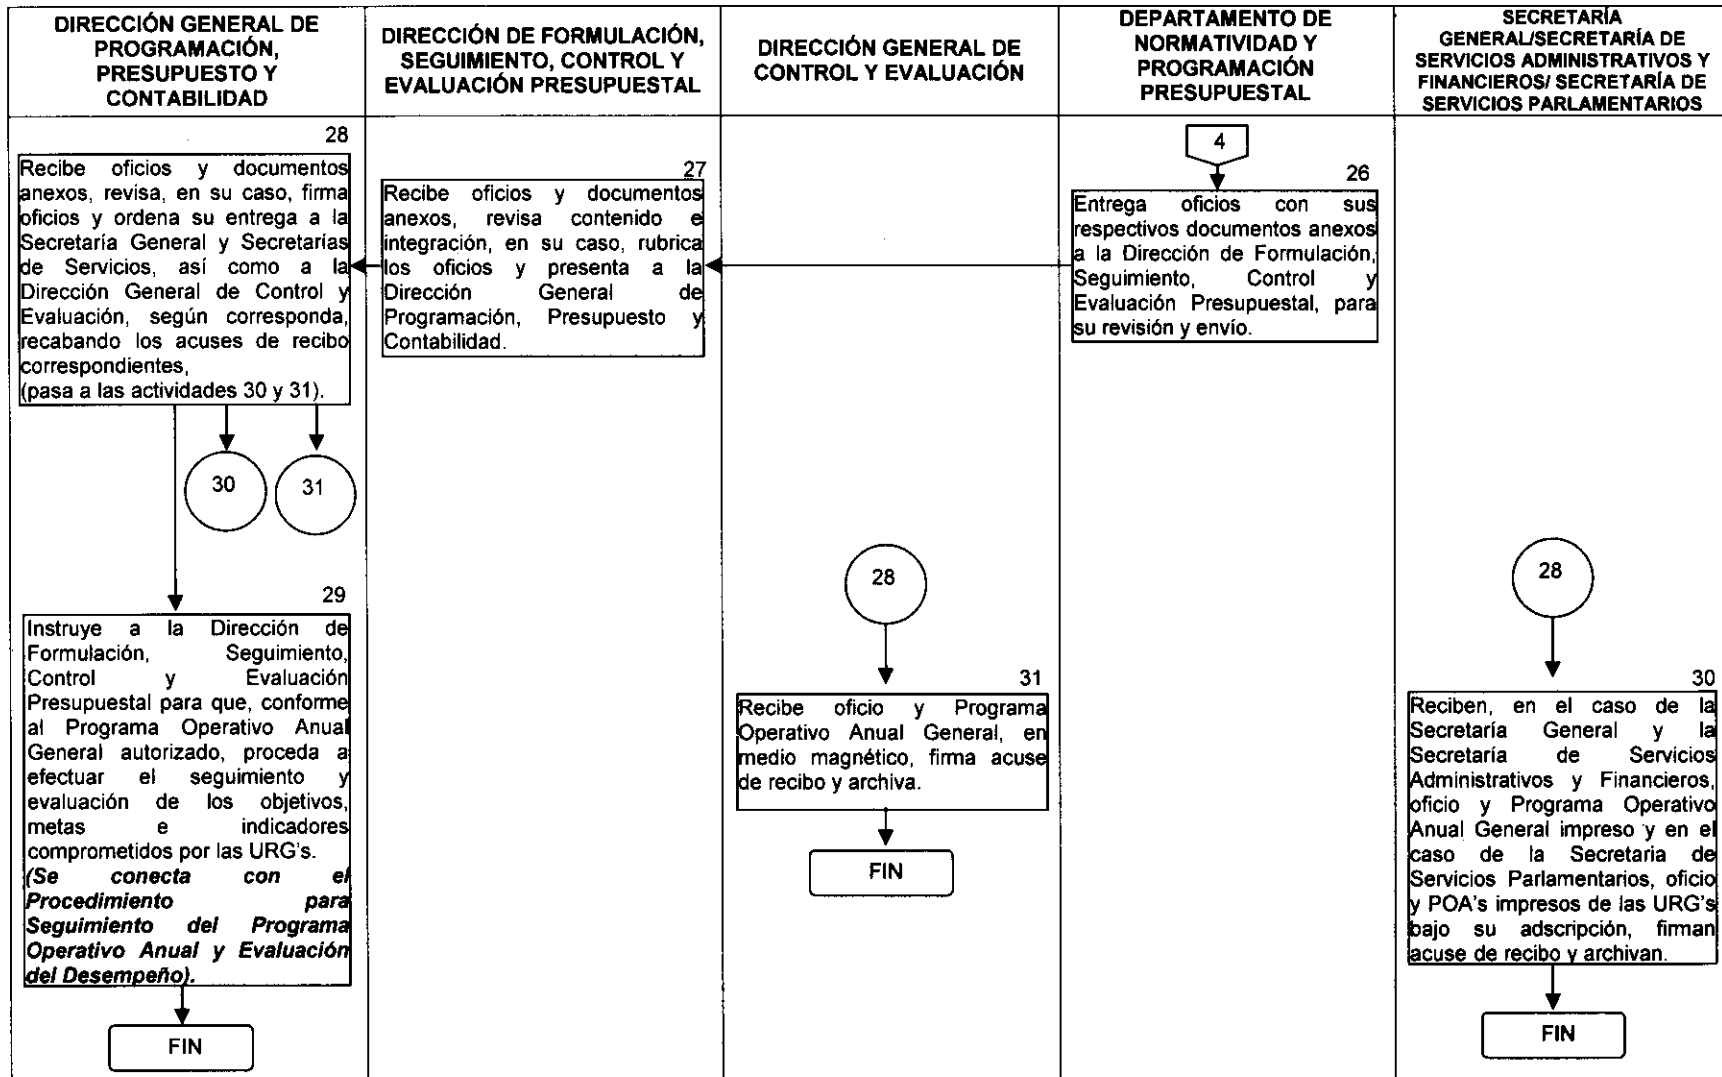 DIRECCIÓN GENERAL DE
PROGRAMACIÓN,
PRESUPUESTO Y
CONTABILIDAD
DIRECCIÓN DE FORMULACIÓN,
SEGUIMIENTO, CONTROL Y
EVALUACIÓN PRESUPUESTAL
DIRECCIÓN GENERAL DE
CONTROL Y EVALUACIÓN
DEPARTAMENTO DE
NORMATIVIDAD Y
PROGRAMACIÓN
PRESUPUESTAL
SECRETARÍA
GENERAL/SECRETARÍA DE
SERVICIOS ADMINISTRATIVOS Y
FINANCIEROS/ SECRETARÍA DE
SERVICIOS PARLAMENTARIOS
28
Recibe oficios y documentos
anexos, revisa, en su caso, firma
oficios y ordena su entrega a la
Secretaría General y Secretarías
de Servicios, así como a la
Dirección General de Control y
Evaluación, según corresponda,
recabando los acuses de recibo
correspondientes,
(pasa a las actividades 30 y 31).
30
31
29
Instruye a la Dirección de
Formulación, Seguimiento,
Control y Evaluación
Presupuestal para que, conforme
al Programa Operativo Anual
General autorizado, proceda a
efectuar el seguimiento y
evaluación de los objetivos,
metas e indicadores
comprometidos por las URG's.
(Se conecta con el
Procedimiento para
Seguimiento del Programa
Operativo Anual y Evaluación
del Desempeño).
FIN
27
Recibe oficios y documentos
anexos, revisa contenido e
integración, en su caso, rubrica
los oficios y presenta a la
Dirección General de
Programación, Presupuesto y
Contabilidad.
28
31
Recibe oficio y Programa
Operativo Anual General, en
medio magnético, firma acuse
de recibo y archiva.
FIN
4
26
Entrega oficios con sus
respectivos documentos anexos
a la Dirección de Formulación,
Seguimiento, Control y
Evaluación Presupuestal, para
su revisión y envío.
28
30
Reciben, en el caso de la
Secretaría General y la
Secretaría de Servicios
Administrativos y Financieros,
oficio y Programa Operativo
Anual General impreso y en el
caso de la Secretaria de
Servicios Parlamentarios, oficio
y POA's impresos de las URG's
bajo su adscripción, firman
acuse de recibo y archivan.
FIN